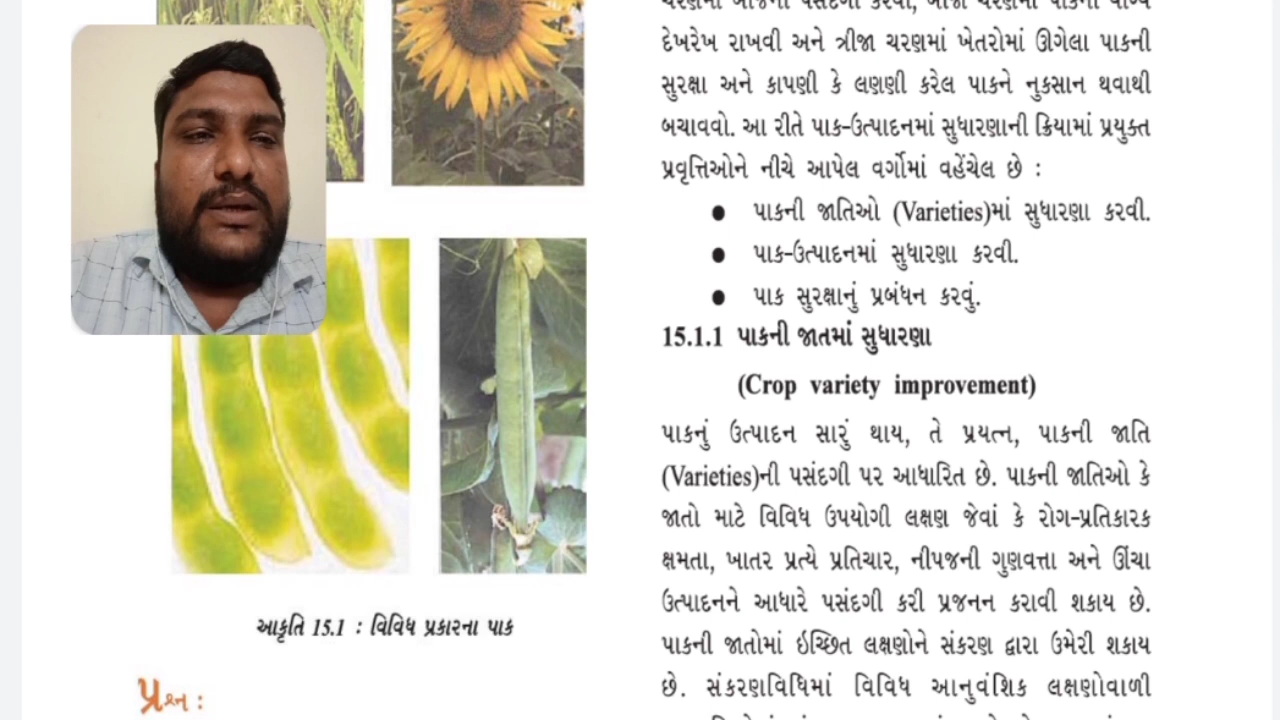 આકૃતિ 15.1 : વિવિધ પ્રકારના પાક
પ્રશ્ન :
દેખરેખ રાખવી અને ત્રીજા ચરણમાં ખેતરોમાં ઊગેલા પાકની
સુરક્ષા અને કાપણી કે લણણી કરેલ પાકને નુકસાન થવાથી
બચાવવો. આ રીતે પાક-ઉત્પાદનમાં સુધારણાની ક્રિયામાં પ્રયુક્ત
પ્રવૃત્તિઓને નીચે આપેલ વર્ગોમાં વહેંચેલ છે :
● પાકની જાતિઓ (Varieties)માં સુધારણા કરવી.
● પાક-ઉત્પાદનમાં સુધારણા કરવી.
● પાક સુરક્ષાનું પ્રબંધન કરવું.
15.1.1 પાકની જાતમાં સુધારણા
(Crop variety improvement)
પાકનું ઉત્પાદન સારું થાય, તે પ્રયત્ન, પાકની જાતિ
(Varieties)ની પસંદગી પર આધારિત છે. પાકની જાતિઓ કે
જાતો માટે વિવિધ ઉપયોગી લક્ષણ જેવાં કે રોગ-પ્રતિકારક
ક્ષમતા, ખાતર પ્રત્યે પ્રતિચાર, નીપજની ગુણવત્તા અને ઊંચા
ઉત્પાદનને આધારે પસંદગી કરી પ્રજનન કરાવી શકાય છે.
પાકની જાતોમાં ઇચ્છિત લક્ષણોને સંકરણ દ્વારા ઉમેરી શકાય
છે. સંકરણવિધિમાં વિવિધ આનુવંશિક લક્ષણોવાળી